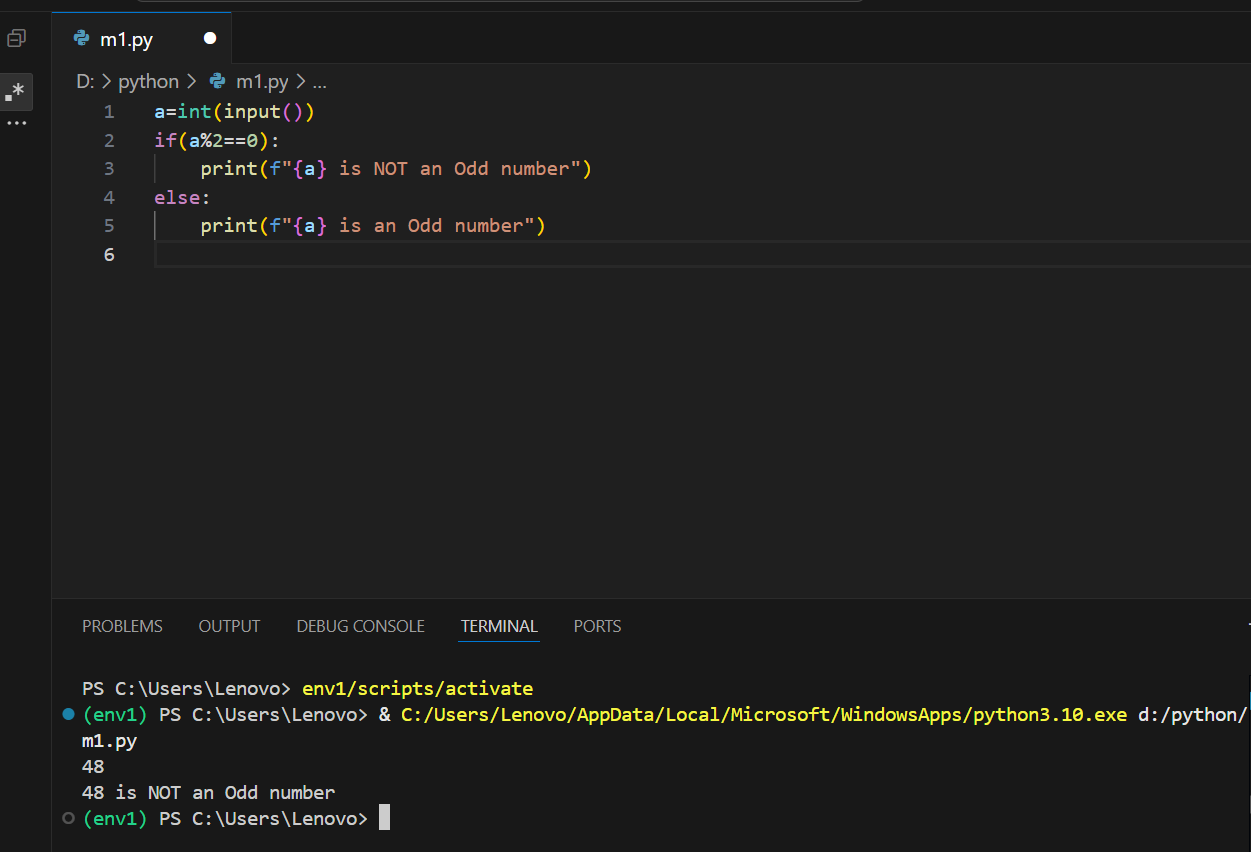 m1.py
D: > python > m1.py > ...
1 a=int(input())
2 if(a%2==0):
3     print(f"{a} is NOT an Odd number")
4 else:
5     print(f"{a} is an Odd number")
6
PROBLEMS OUTPUT DEBUG CONSOLE TERMINAL PORTS
PS C:\Users\Lenovo> env1/scripts/activate
(env1) PS C:\Users\Lenovo> & C:/Users/Lenovo/AppData/Local/Microsoft/WindowsApps/python3.10.exe d:/python/
m1.py
48
48 is NOT an Odd number
(env1) PS C:\Users\Lenovo>